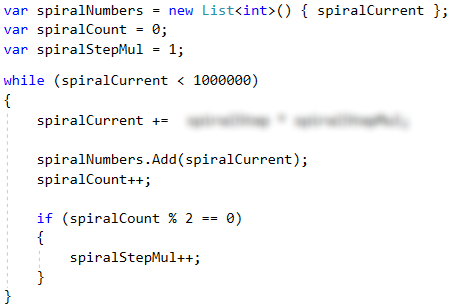 var spiralNumbers = new List<int>() { spiralCurrent };
var spiralCount = 0;
var spiralStepMul = 1;
while (spiralCurrent < 1000000)
{
spiralCurrent +=
spiralNumbers.Add(spiralCurrent);
spiralCount++;
if (spiralCount % 2 == 0)
{
spiralStepMul++;
}
}